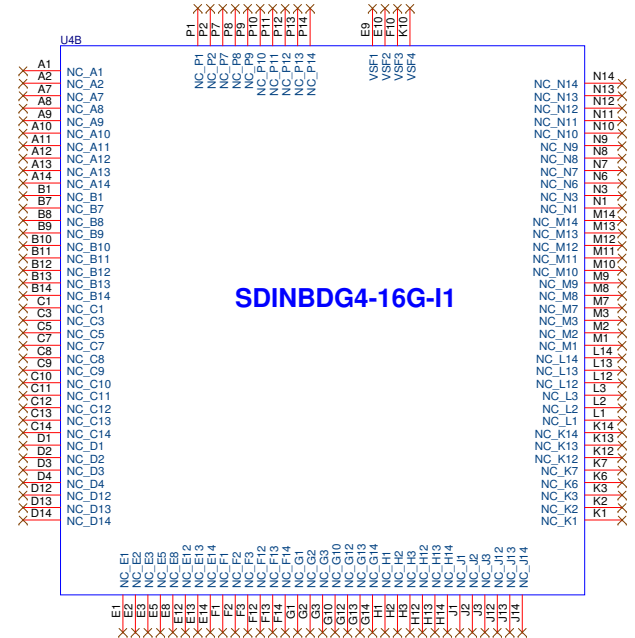 U4B
P1 P2 P7 P8 P9 P10 P11 P12 P13 P14
NC_P1 NC_P2 NC_P7 NC_P8 NC_P9 NC_P10 NC_P11 NC_P12 NC_P13 NC_P14
E9 E10 F10 K10
VSF1 VSF2 VSF3 VSF4
A1 NC_A1
A2 NC_A2
A7 NC_A7
A8 NC_A8
A9 NC_A9
A10 NC_A10
A11 NC_A11
A12 NC_A12
A13 NC_A13
A14 NC_A14
B1 NC_B1
B7 NC_B7
B8 NC_B8
B9 NC_B9
B10 NC_B10
B11 NC_B11
B12 NC_B12
B13 NC_B13
B14 NC_B14
C1 NC_C1
C3 NC_C3
C5 NC_C5
C7 NC_C7
C8 NC_C8
C9 NC_C9
C10 NC_C10
C11 NC_C11
C12 NC_C12
C13 NC_C13
C14 NC_C14
D1 NC_D1
D2 NC_D2
D3 NC_D3
D4 NC_D4
D12 NC_D12
D13 NC_D13
D14 NC_D14
SDINBDG4-16G-I1
NC_N14 N14
NC_N13 N13
NC_N12 N12
NC_N11 N11
NC_N10 N10
NC_N9 N9
NC_N8 N8
NC_N7 N7
NC_N6 N6
NC_N3 N3
NC_N1 N1
NC_M14 M14
NC_M13 M13
NC_M12 M12
NC_M11 M11
NC_M10 M10
NC_M9 M9
NC_M8 M8
NC_M7 M7
NC_M3 M3
NC_M2 M2
NC_M1 M1
NC_L14 L14
NC_L13 L13
NC_L12 L12
NC_L3 L3
NC_L2 L2
NC_L1 L1
NC_K14 K14
NC_K13 K13
NC_K12 K12
NC_K7 K7
NC_K6 K6
NC_K3 K3
NC_K2 K2
NC_K1 K1
NC_E1 NC_E2 NC_E3 NC_E5 NC_E8 NC_E12 NC_E13 NC_E14 NC_F1 NC_F2 NC_F3 NC_F12 NC_F13 NC_F14 NC_G1 NC_G2 NC_G3 NC_G10 NC_G12 NC_G13 NC_G14 NC_H1 NC_H2 NC_H3 NC_H12 NC_H13 NC_H14 NC_J1 NC_J2 NC_J3 NC_J12 NC_J13 NC_J14
E1 E2 E3 E5 E8 E12 E13 E14 F1 F2 F3 F12 F13 F14 G1 G2 G3 G10 G12 G13 G14 H1 H2 H3 H12 H13 H14 J1 J2 J3 J12 J13 J14